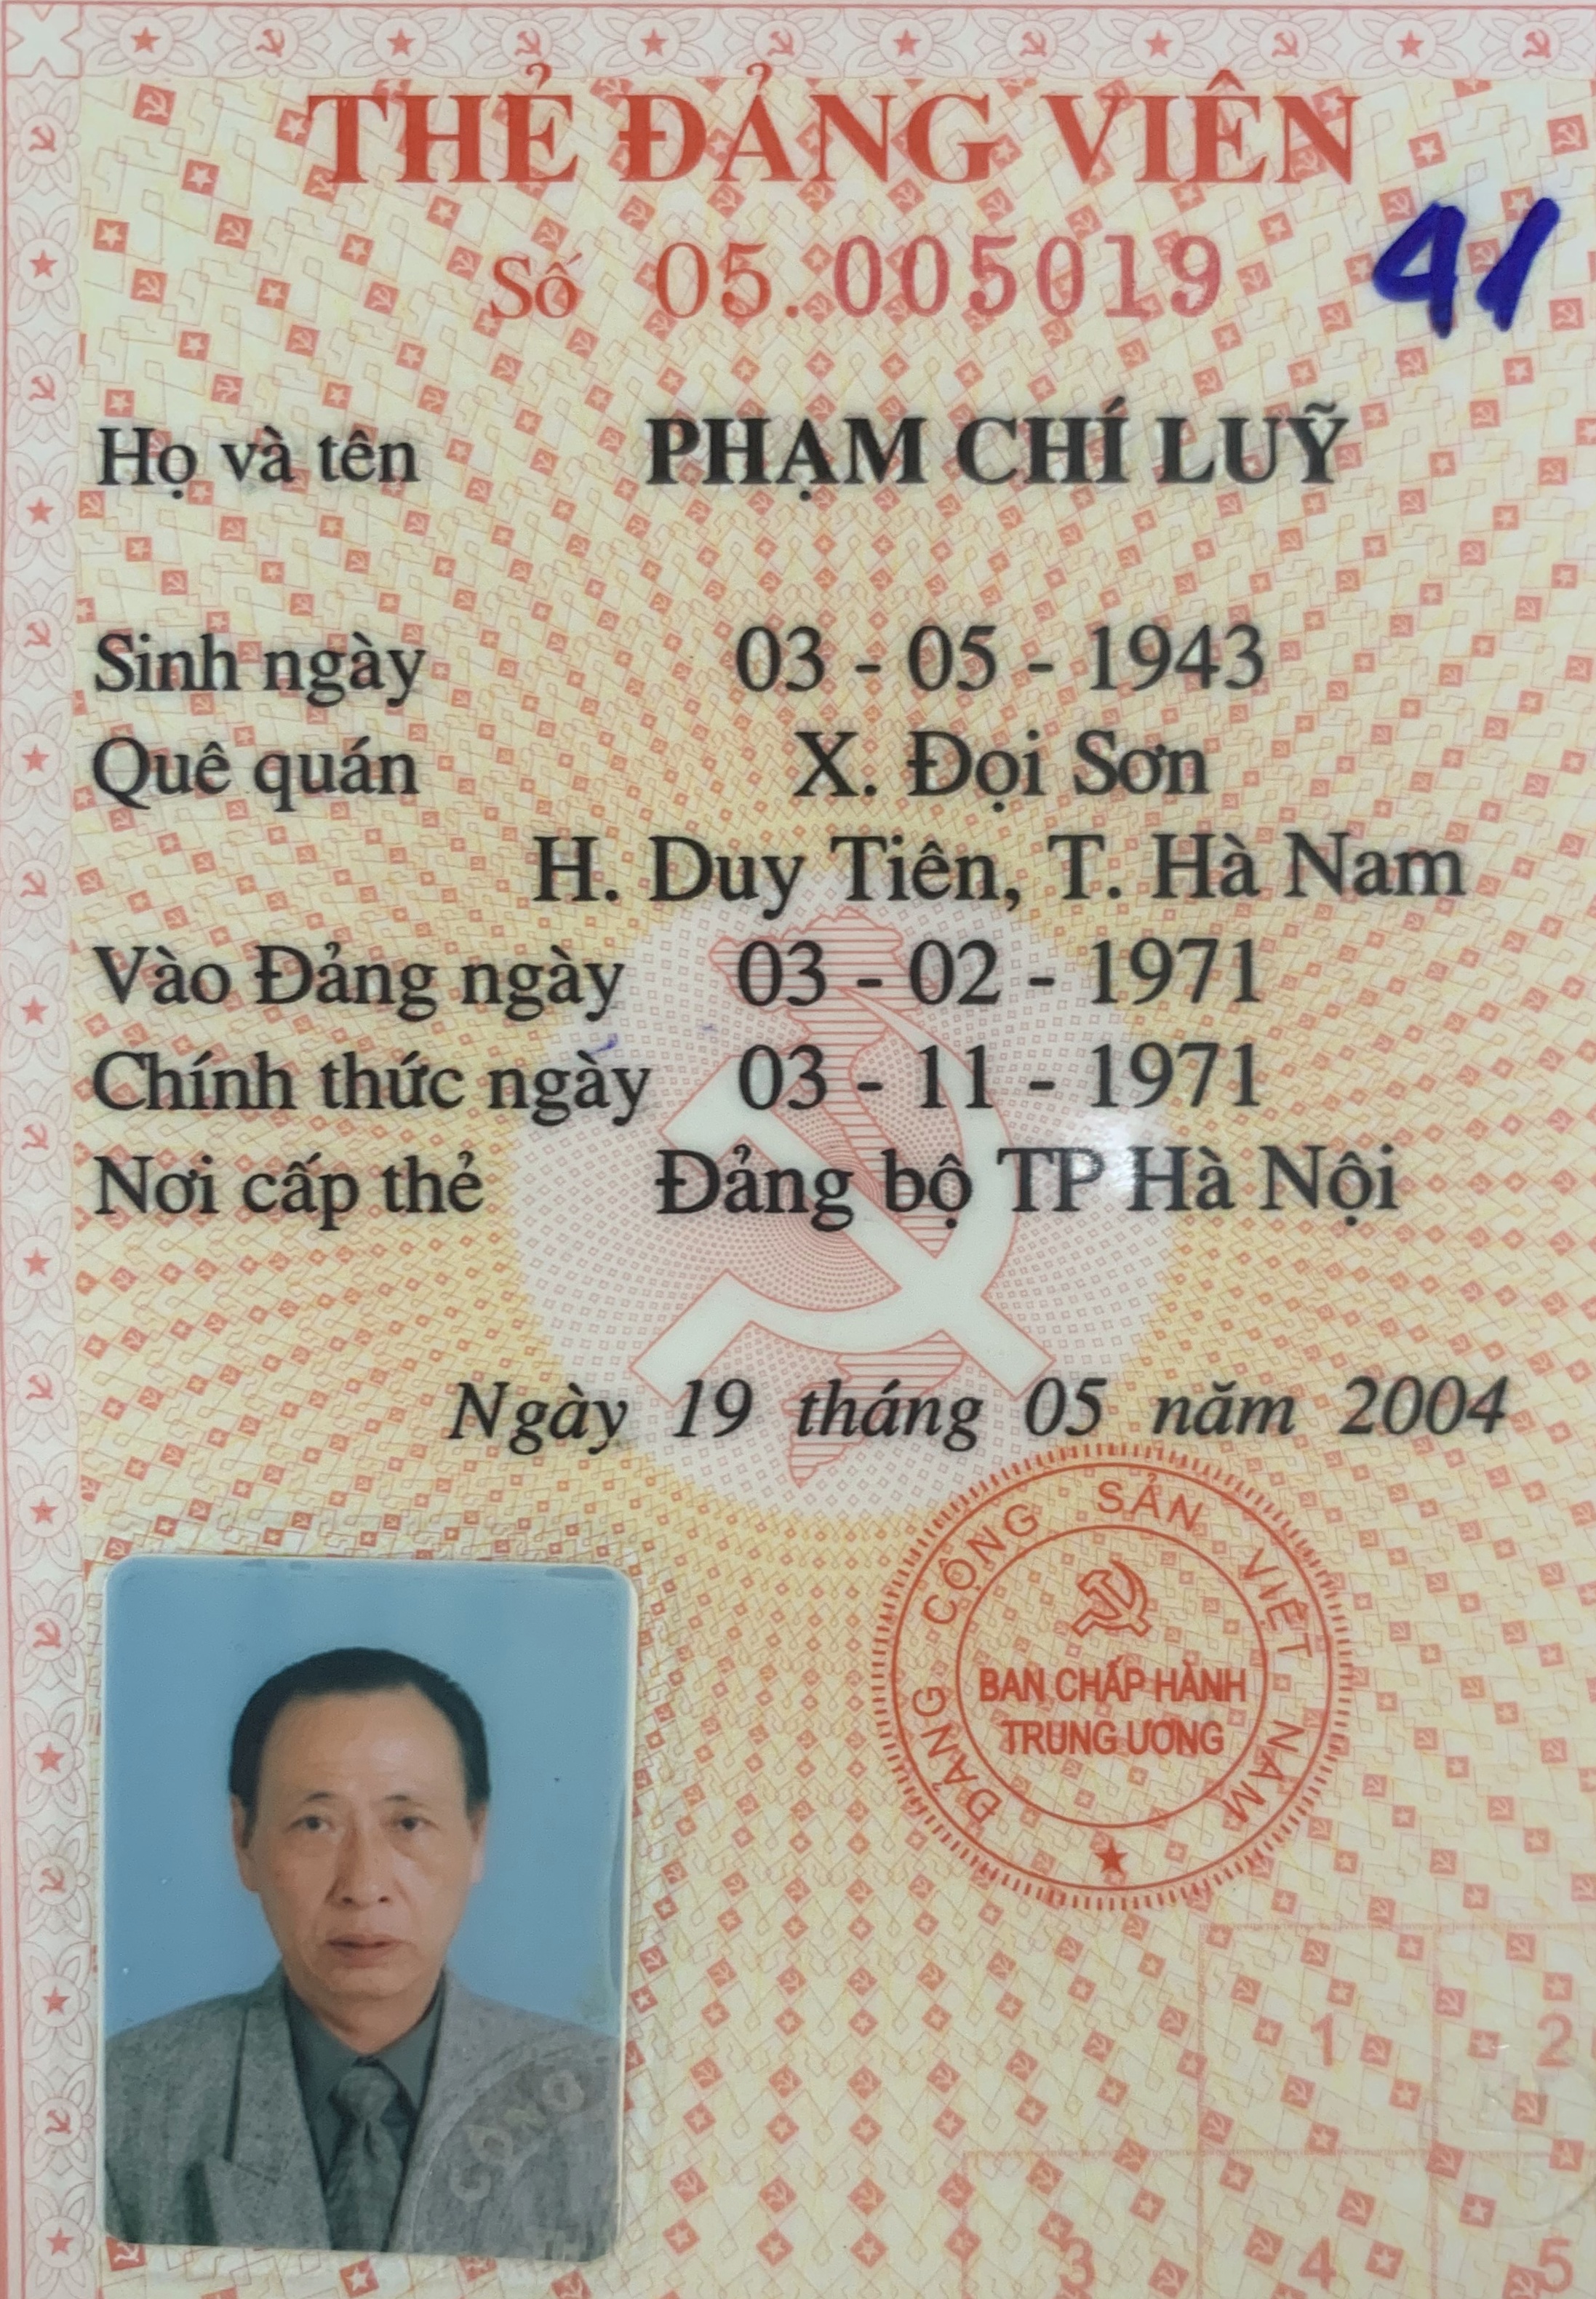 THẺ ĐẢNG VIÊN
Số 05.005019
41
Họ và tên PHẠM CHÍ LUỸ
Sinh ngày 03 - 05 - 1943
Quê quán X. Đọi Sơn
H. Duy Tiên, T. Hà Nam
Vào Đảng ngày 03 - 02 - 1971
Chính thức ngày 03 - 11 - 1971
Nơi cấp thẻ Đảng bộ TP Hà Nội
Ngày 19 tháng 05 năm 2004
ĐẢNG CỘNG SẢN VIỆT NAM
BAN CHẤP HÀNH
TRUNG ƯƠNG
CỘNG
1 2
3 4 5